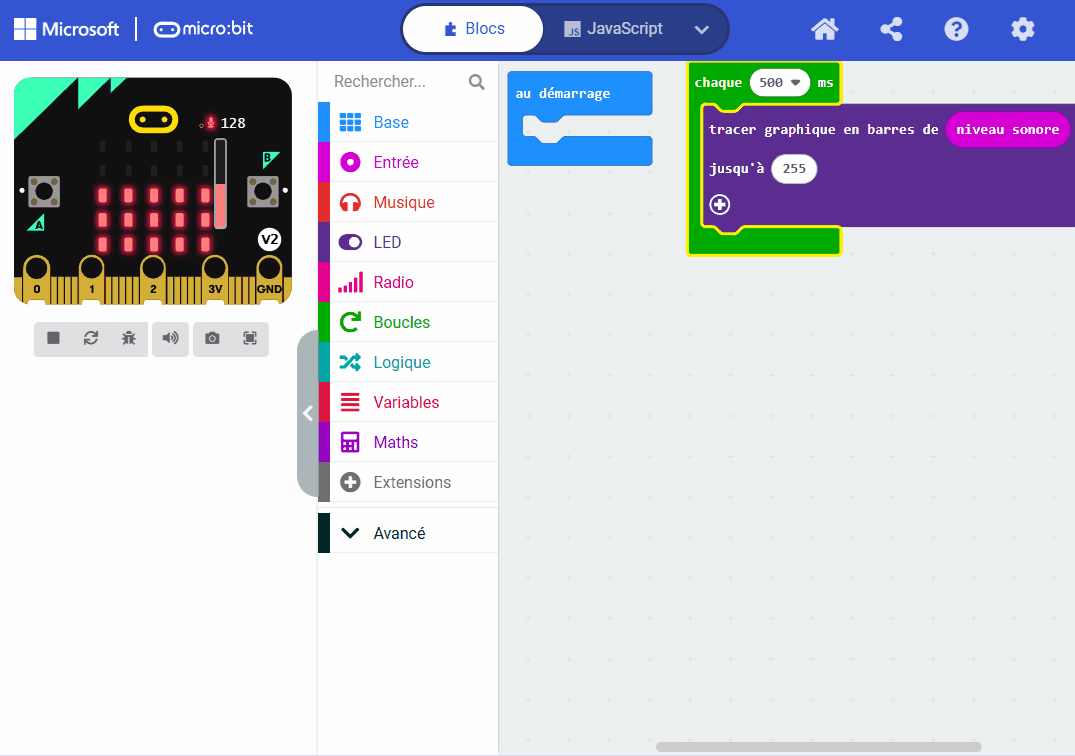 Microsoft micro:bit
Blocs
JS JavaScript
128
B
A
V2
0 1 2 3V GND
Rechercher...
Base
Entrée
Musique
LED
Radio
Boucles
Logique
Variables
Maths
Extensions
Avancé
au démarrage
chaque 500 ms
tracer graphique en barres de niveau sonore
jusqu'à 255